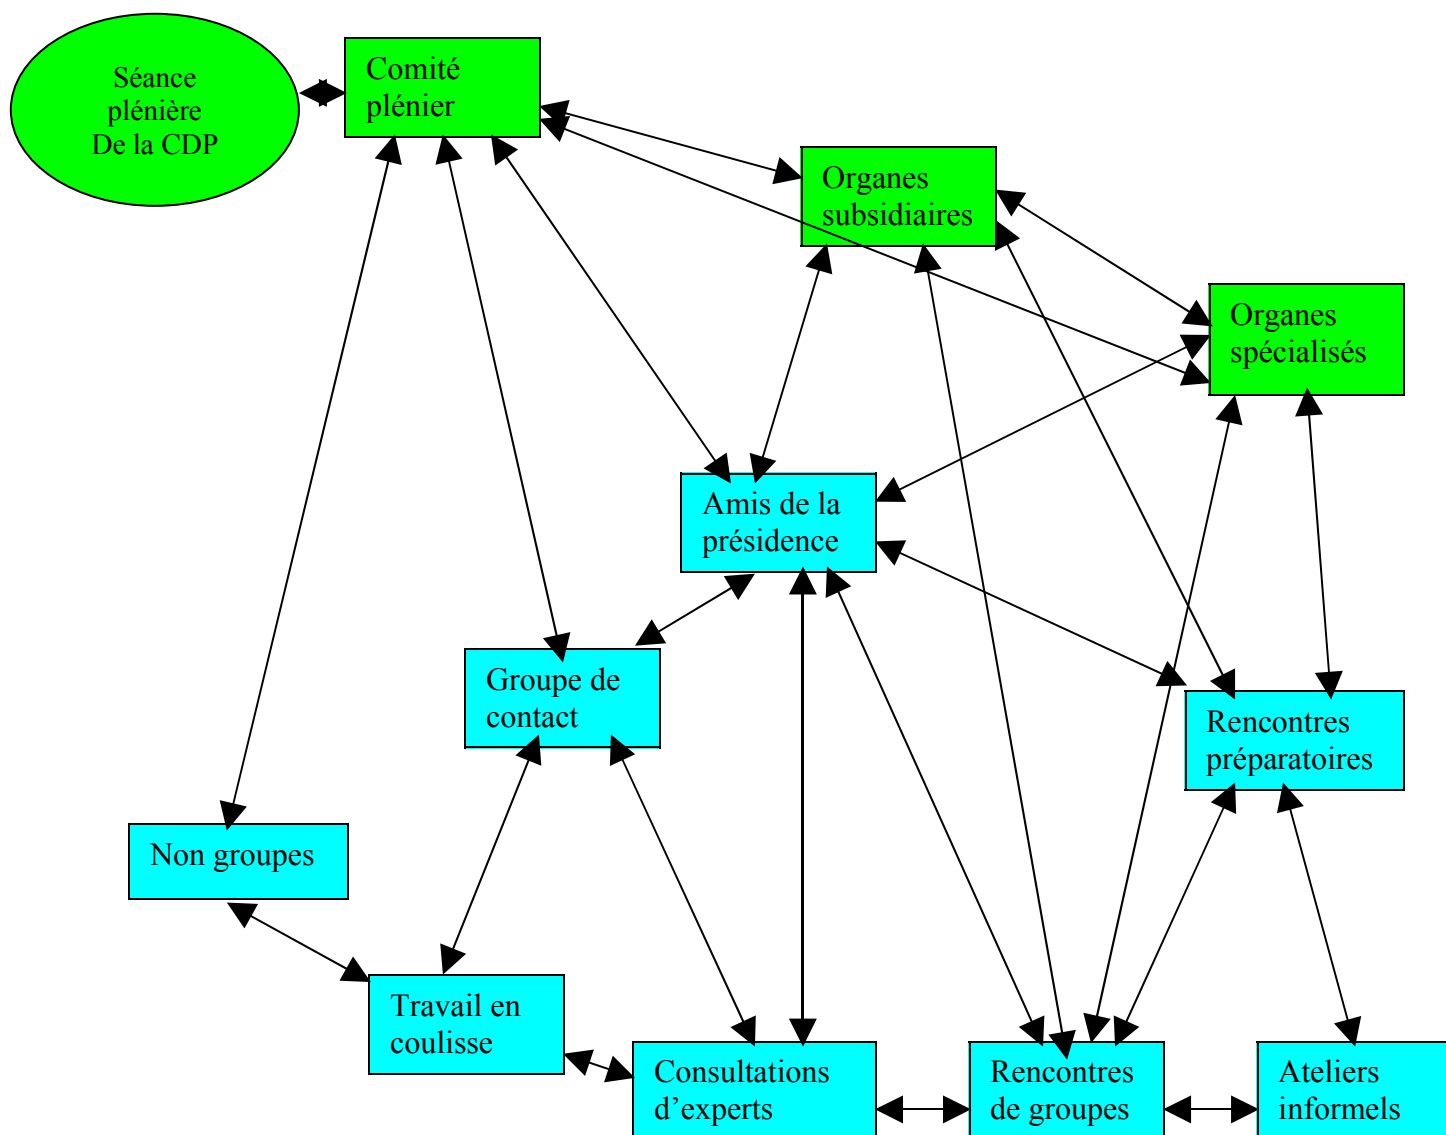 Séance
plénière
De la CDP
Comité
plénier
Organes
subsidiaires
Organes
spécialisés
Amis de la
présidence
Groupe de
contact
Rencontres
préparatoires
Non groupes
Travail en
coulisse
Consultations
d'experts
Rencontres
de groupes
Ateliers
informels